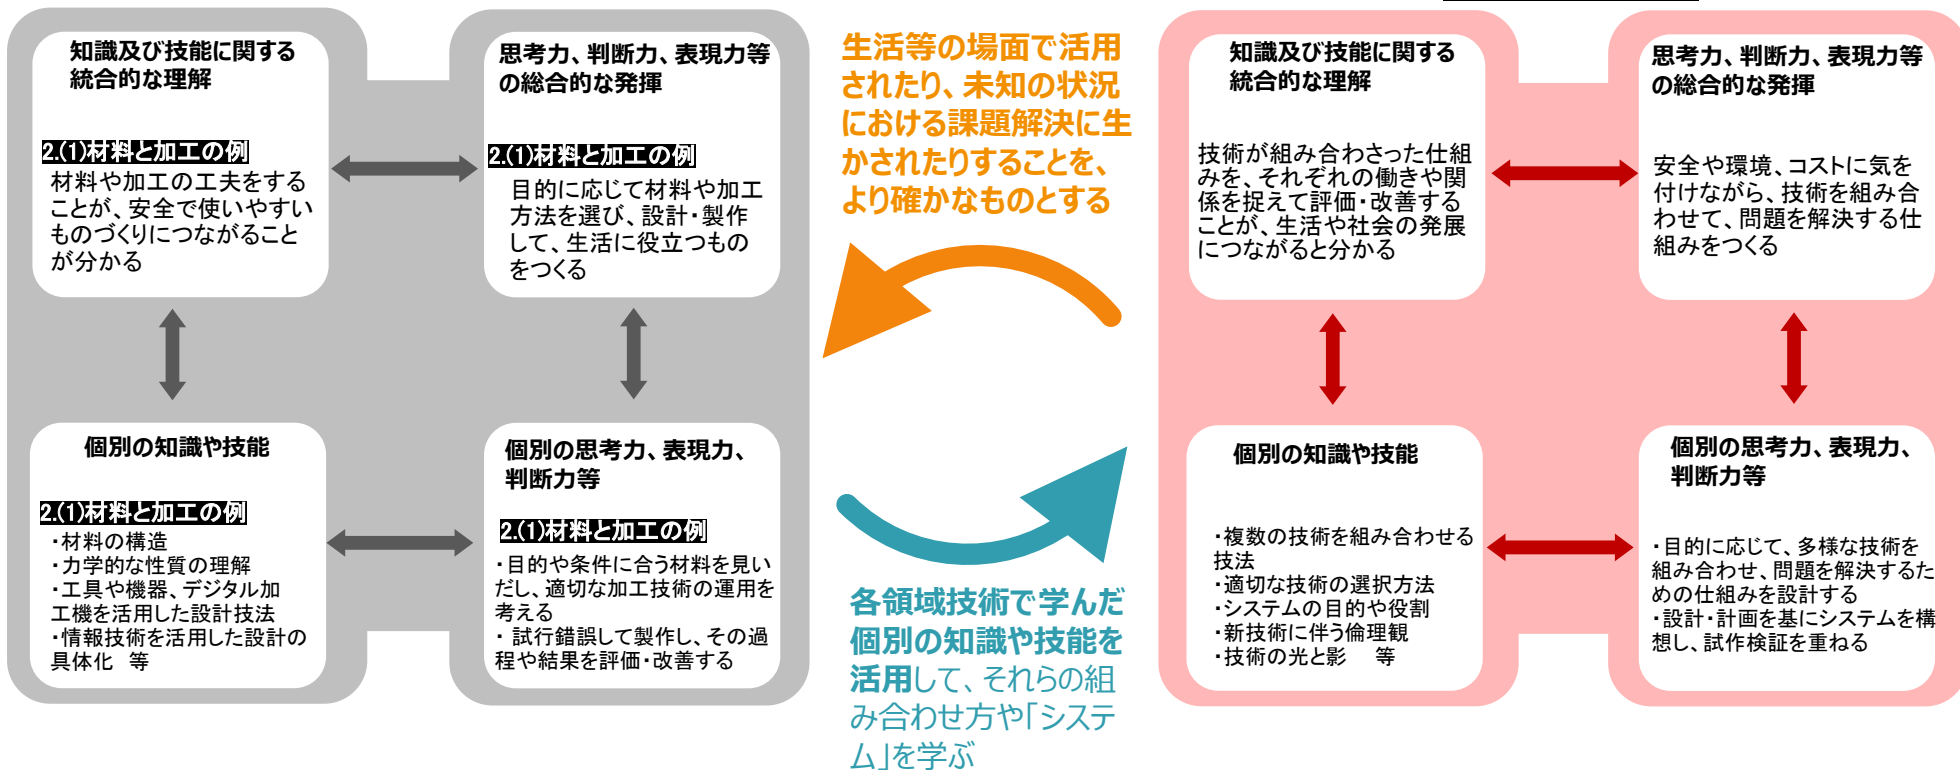 知識及び技能に関する
統合的な理解
2.(1)材料と加工の例
材料や加工の工夫をする
ことが、安全で使いやすい
ものづくりにつながること
が分かる
思考力、判断力、表現力等
の総合的な発揮
2.(1)材料と加工の例
目的に応じて材料や加工
方法を選び、設計・製作
して、生活に役立つもの
をつくる
個別の知識や技能
2.(1)材料と加工の例
・材料の構造
・力学的な性質の理解
・工具や機器、デジタル加
工機を活用した設計技法
・情報技術を活用した設計の
具体化　等
個別の思考力、表現力、
判断力等
2.(1)材料と加工の例
・目的や条件に合う材料を見い
だし、適切な加工技術の運用を
考える
・ 試行錯誤して製作し、その過
程や結果を評価・改善する
生活等の場面で活用
されたり、未知の状況
における課題解決に生
かされたりすることを、
より確かなものとする
各領域技術で学んだ
個別の知識や技能を
活用して、それらの組
み合わせ方や「システ
ム」を学ぶ
知識及び技能に関する
統合的な理解
技術が組み合わさった仕組
みを、それぞれの働きや関
係を捉えて評価・改善する
ことが、生活や社会の発展
につながると分かる
思考力、判断力、表現力等
の総合的な発揮
安全や環境、コストに気を
付けながら、技術を組み合
わせて、問題を解決する仕
組みをつくる
個別の知識や技能
・複数の技術を組み合わせる
技法
・適切な技術の選択方法
・システムの目的や役割
・新技術に伴う倫理観
・技術の光と影　等
個別の思考力、表現力、
判断力等
・目的に応じて、多様な技術を
組み合わせ、問題を解決するた
めの仕組みを設計する
・設計・計画を基にシステムを構
想し、試作検証を重ねる